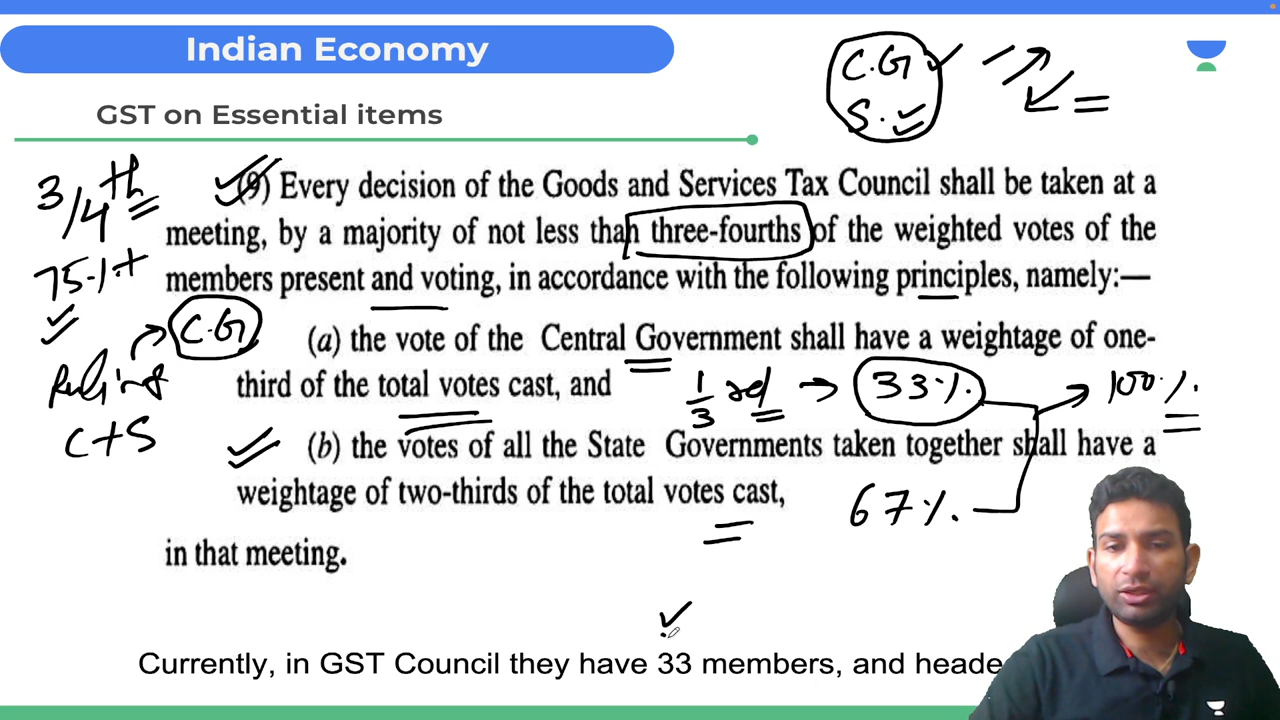 Indian Economy
C.G
S.
GST on Essential items
3/4th
(9) Every decision of the Goods and Services Tax Council shall be taken at a
meeting, by a majority of not less than three-fourths of the weighted votes of the
75%+
members present and voting, in accordance with the following principles, namely:—
C.G
(a) the vote of the Central Government shall have a weightage of one-
third of the total votes cast, and
1/3 rd → 33%. → 100%.
Ruling
C+S
(b) the votes of all the State Governments taken together shall have a
weightage of two-thirds of the total votes cast,
67%.
in that meeting.
Currently, in GST Council they have 33 members, and heade